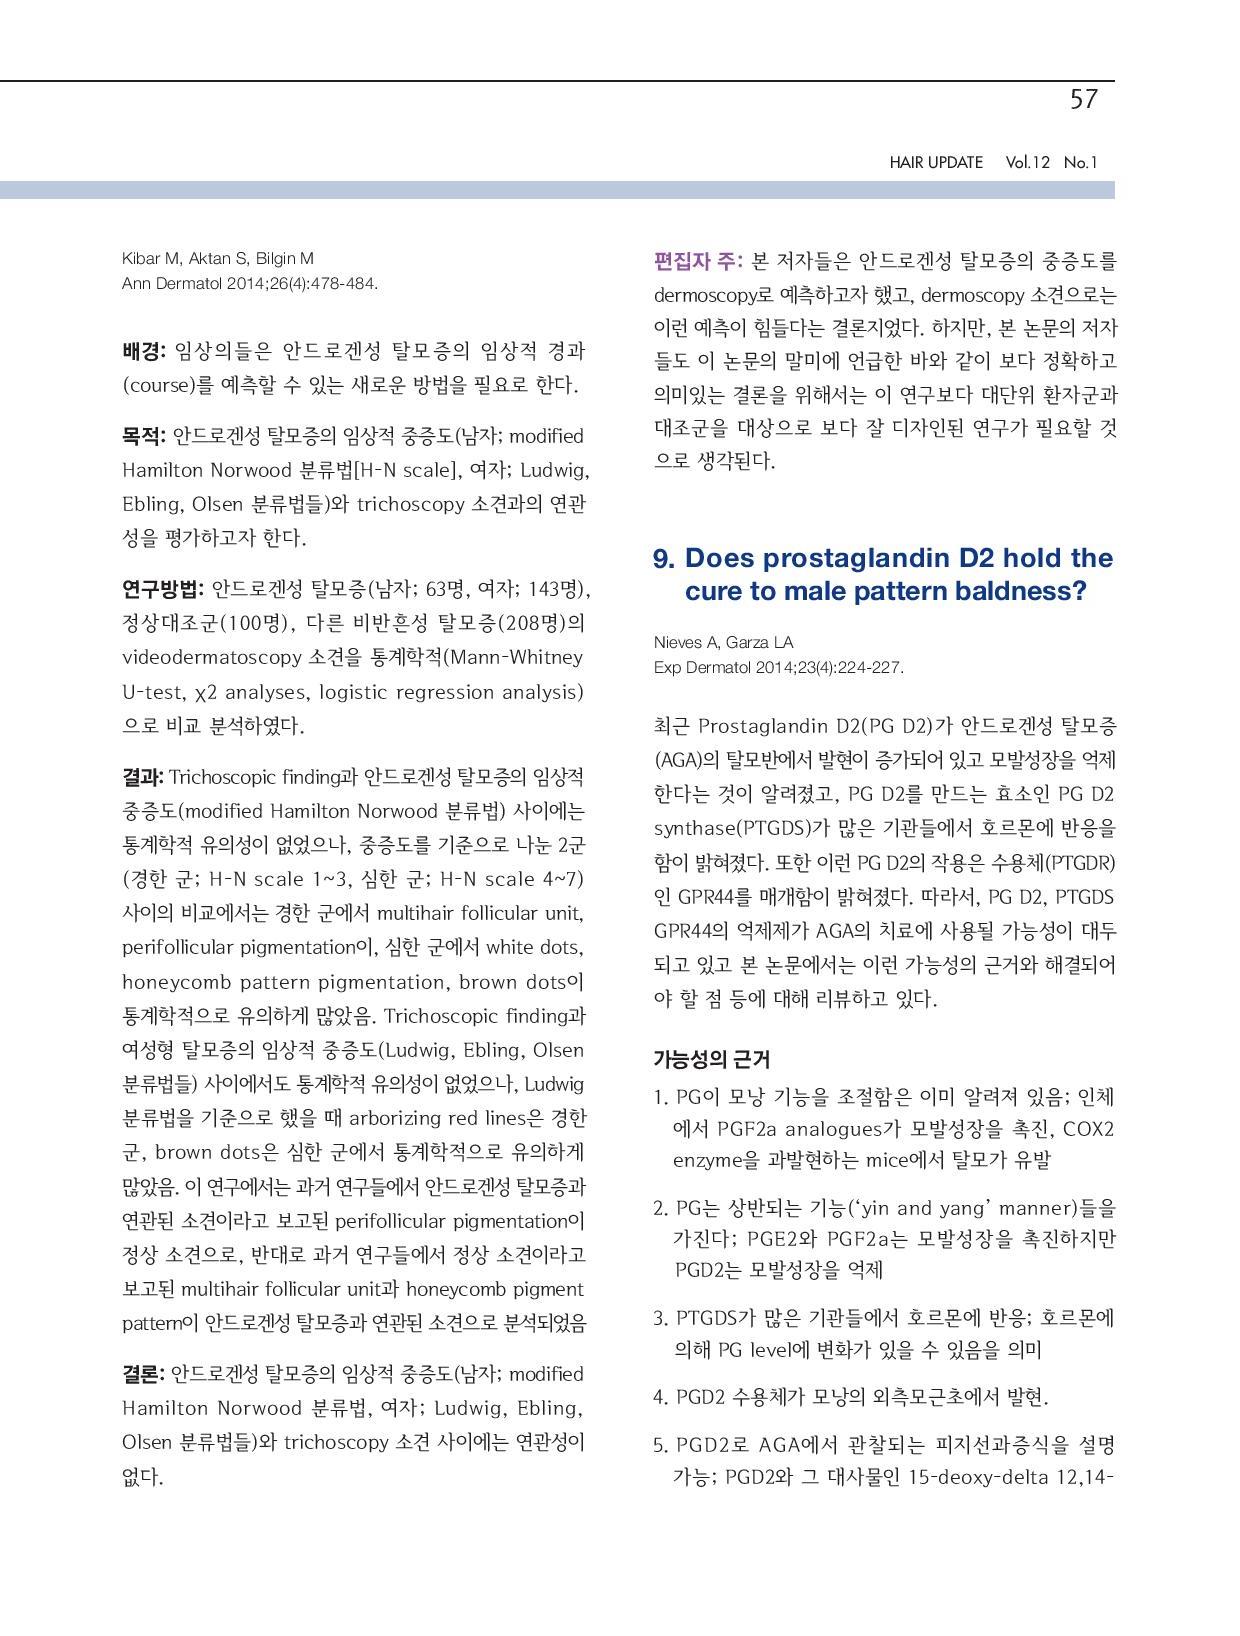 57
HAIR UPDATE Vol.12 No.1
Kibar M, Aktan S, Bilgin M
Ann Dermatol 2014;26(4):478-484.
배경: 임상의들은 안드로겐성 탈모증의 임상적 경과
(course)를 예측할 수 있는 새로운 방법을 필요로 한다.
목적: 안드로겐성 탈모증의 임상적 중증도(남자; modified
Hamilton Norwood 분류법[H-N scale], 여자; Ludwig,
Ebling, Olsen 분류법들)와 trichoscopy 소견과의 연관
성을 평가하고자 한다.
연구방법: 안드로겐성 탈모증(남자; 63명, 여자; 143명),
정상대조군(100명), 다른 비반흔성 탈모증(208명)의
videodermatoscopy 소견을 통계학적(Mann-Whitney
U-test, χ2 analyses, logistic regression analysis)
으로 비교 분석하였다.
결과: Trichoscopic finding과 안드로겐성 탈모증의 임상적
중증도(modified Hamilton Norwood 분류법) 사이에는
통계학적 유의성이 없었으나, 중증도를 기준으로 나눈 2군
(경한 군; H-N scale 1~3, 심한 군; H-N scale 4~7)
사이의 비교에서는 경한 군에서 multihair follicular unit,
perifollicular pigmentation이, 심한 군에서 white dots,
honeycomb pattern pigmentation, brown dots이
통계학적으로 유의하게 많았음. Trichoscopic finding과
여성형 탈모증의 임상적 중증도(Ludwig, Ebling, Olsen
분류법들) 사이에서도 통계학적 유의성이 없었으나, Ludwig
분류법을 기준으로 했을 때 arborizing red lines은 경한
군, brown dots은 심한 군에서 통계학적으로 유의하게
많았음. 이 연구에서는 과거 연구들에서 안드로겐성 탈모증과
연관된 소견이라고 보고된 perifollicular pigmentation이
정상 소견으로, 반대로 과거 연구들에서 정상 소견이라고
보고된 multihair follicular unit과 honeycomb pigment
pattern이 안드로겐성 탈모증과 연관된 소견으로 분석되었음
결론: 안드로겐성 탈모증의 임상적 중증도(남자; modified
Hamilton Norwood 분류법, 여자; Ludwig, Ebling,
Olsen 분류법들)와 trichoscopy 소견 사이에는 연관성이
없다.
편집자 주: 본 저자들은 안드로겐성 탈모증의 중증도를
dermoscopy로 예측하고자 했고, dermoscopy 소견으로는
이런 예측이 힘들다는 결론지었다. 하지만, 본 논문의 저자
들도 이 논문의 말미에 언급한 바와 같이 보다 정확하고
의미있는 결론을 위해서는 이 연구보다 대단위 환자군과
대조군을 대상으로 보다 잘 디자인된 연구가 필요할 것
으로 생각된다.
9. Does prostaglandin D2 hold the
cure to male pattern baldness?
Nieves A, Garza LA
Exp Dermatol 2014;23(4):224-227.
최근 Prostaglandin D2(PG D2)가 안드로겐성 탈모증
(AGA)의 탈모반에서 발현이 증가되어 있고 모발성장을 억제
한다는 것이 알려졌고, PG D2를 만드는 효소인 PG D2
synthase(PTGDS)가 많은 기관들에서 호르몬에 반응을
함이 밝혀졌다. 또한 이런 PG D2의 작용은 수용체(PTGDR)
인 GPR44를 매개함이 밝혀졌다. 따라서, PG D2, PTGDS
GPR44의 억제제가 AGA의 치료에 사용될 가능성이 대두
되고 있고 본 논문에서는 이런 가능성의 근거와 해결되어
야 할 점 등에 대해 리뷰하고 있다.
가능성의 근거
1. PG이 모낭 기능을 조절함은 이미 알려져 있음; 인체
에서 PGF2a analogues가 모발성장을 촉진, COX2
enzyme을 과발현하는 mice에서 탈모가 유발
2. PG는 상반되는 기능(‘yin and yang’ manner)들을
가진다; PGE2와 PGF2a는 모발성장을 촉진하지만
PGD2는 모발성장을 억제
3. PTGDS가 많은 기관들에서 호르몬에 반응; 호르몬에
의해 PG level에 변화가 있을 수 있음을 의미
4. PGD2 수용체가 모낭의 외측모근초에서 발현.
5. PGD2로 AGA에서 관찰되는 피지선과증식을 설명
가능; PGD2와 그 대사물인 15-deoxy-delta 12,14-